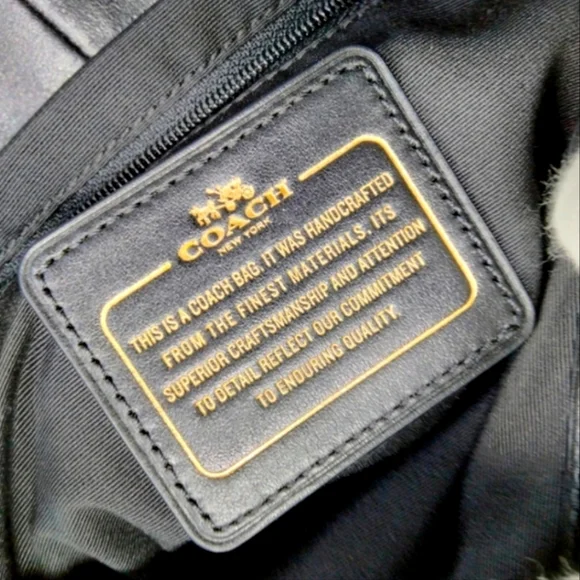 COACH
NEW YORK
THIS IS A COACH BAG. IT WAS HANDCRAFTED
FROM THE FINEST MATERIALS. ITS
SUPERIOR CRAFTSMANSHIP AND ATTENTION
TO DETAIL REFLECT OUR COMMITMENT
TO ENDURING QUALITY.